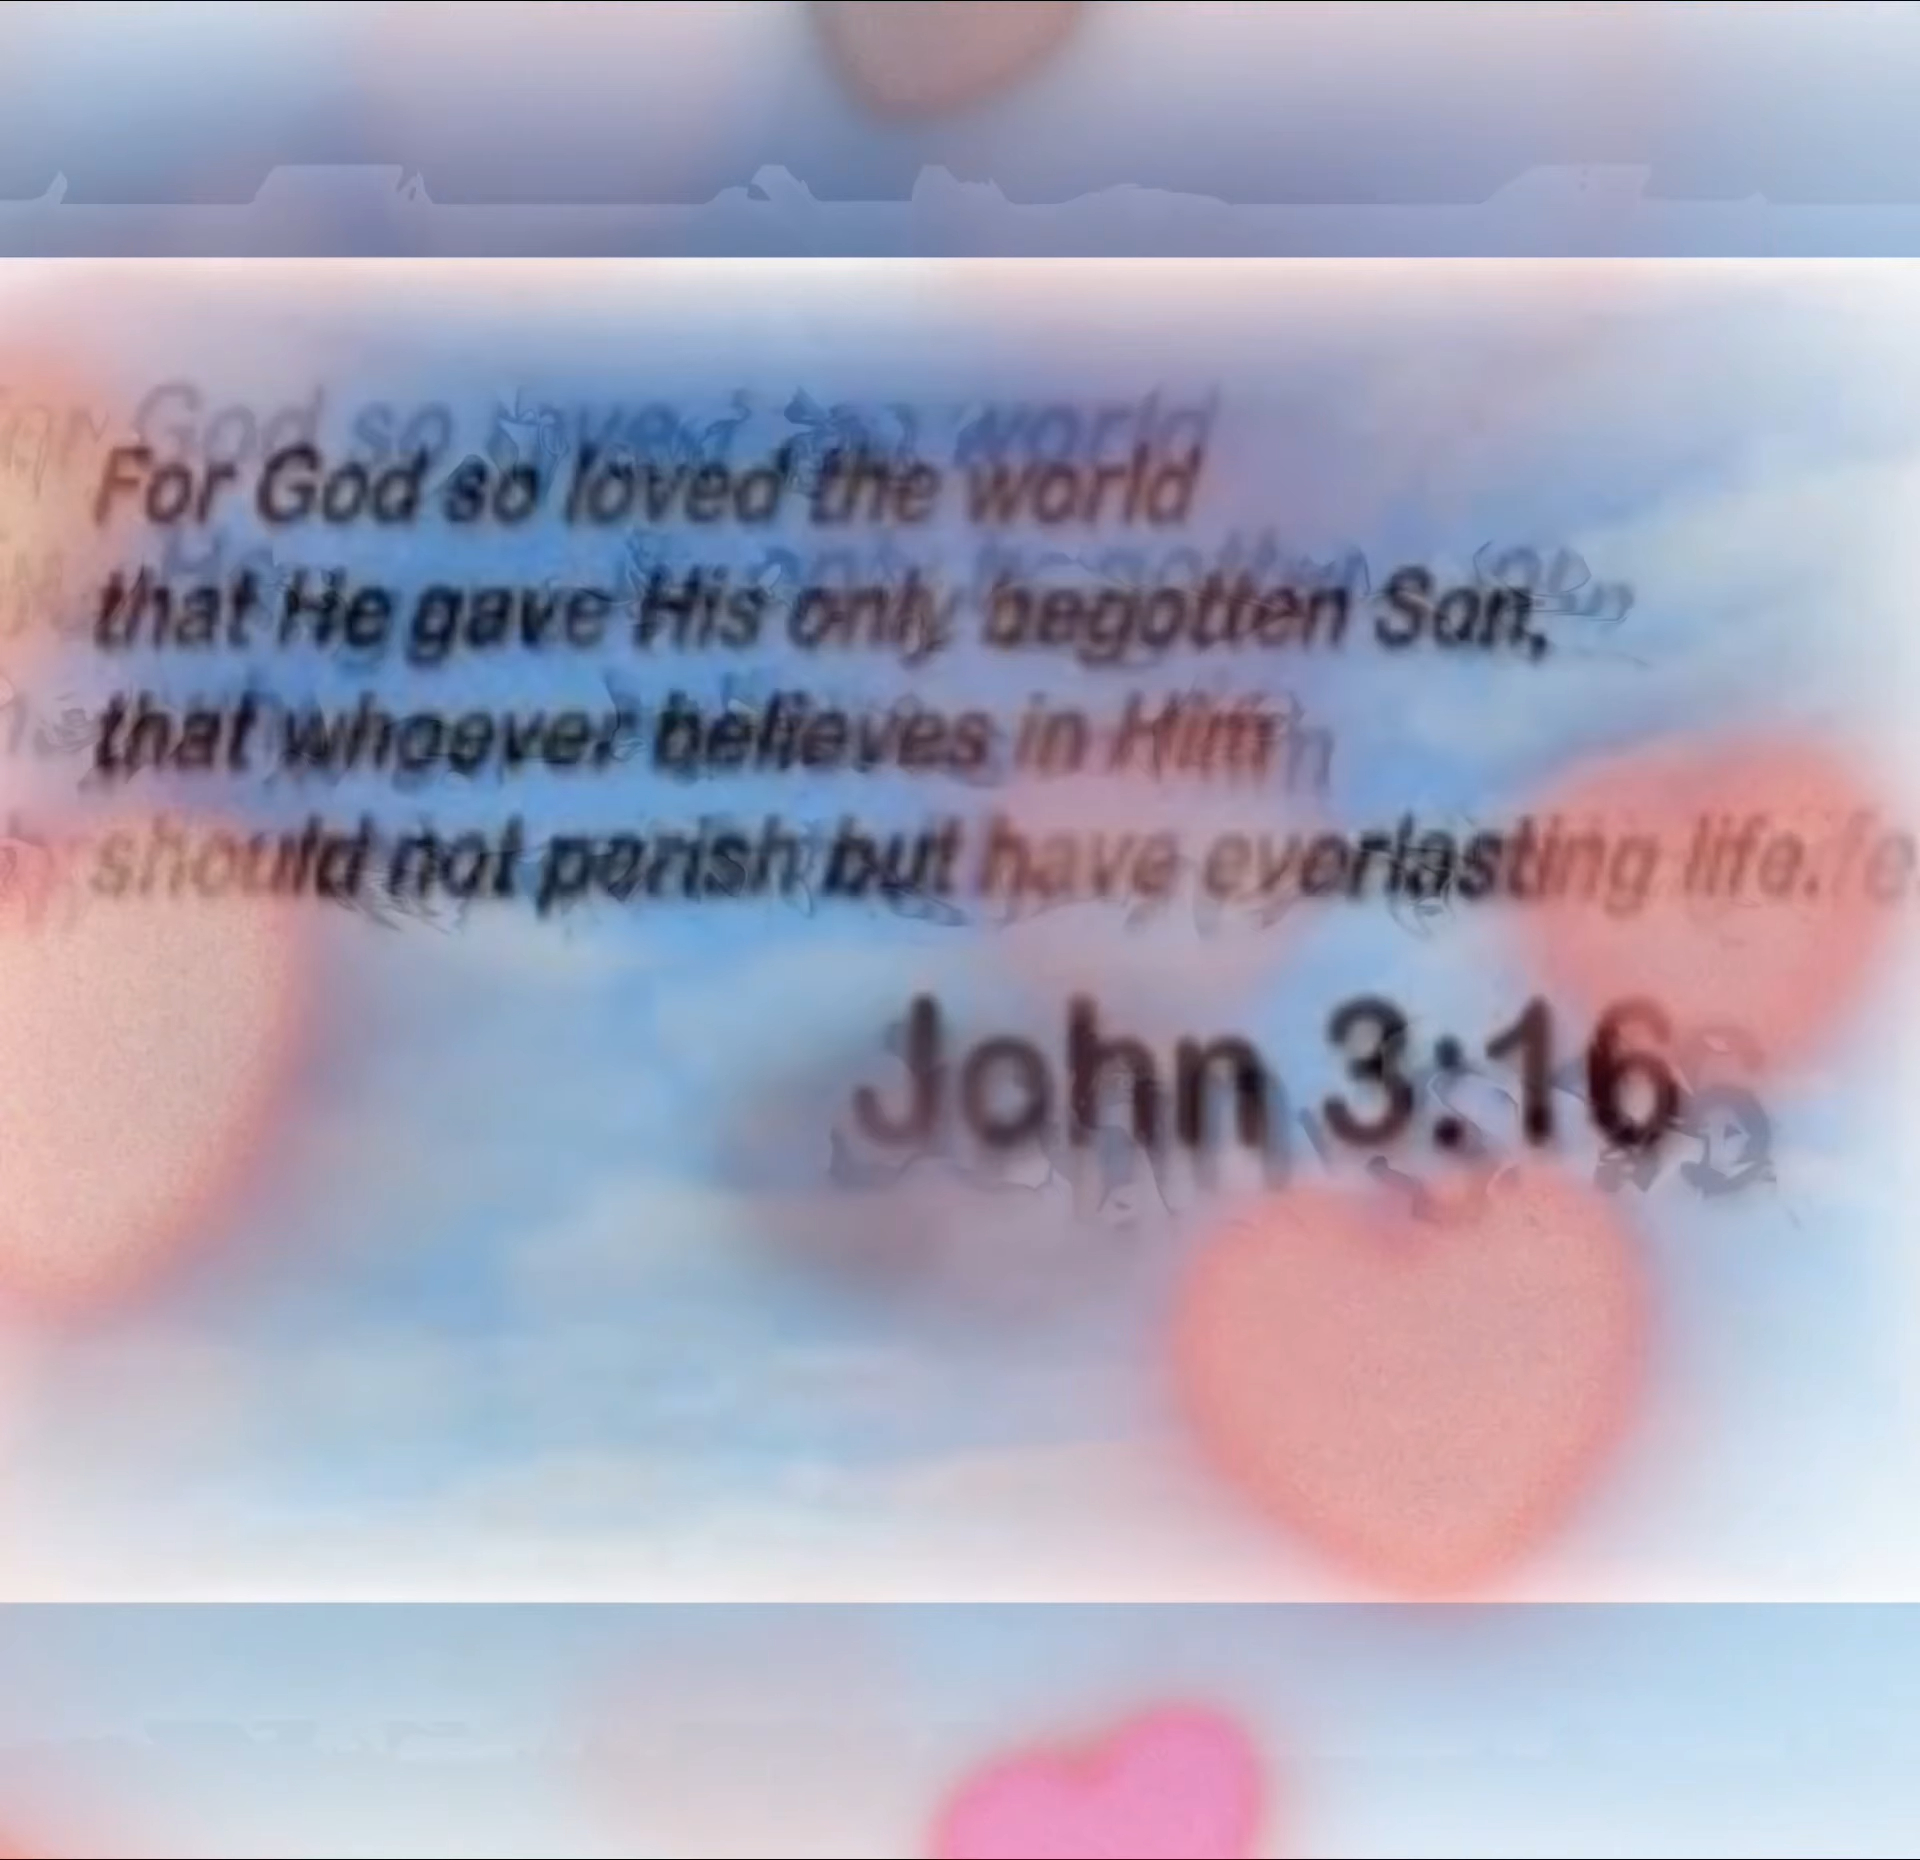 For God so loved the world
that He gave His only begotten Son,
that whoever believes in Him
should not perish but have everlasting life.
John 3:16